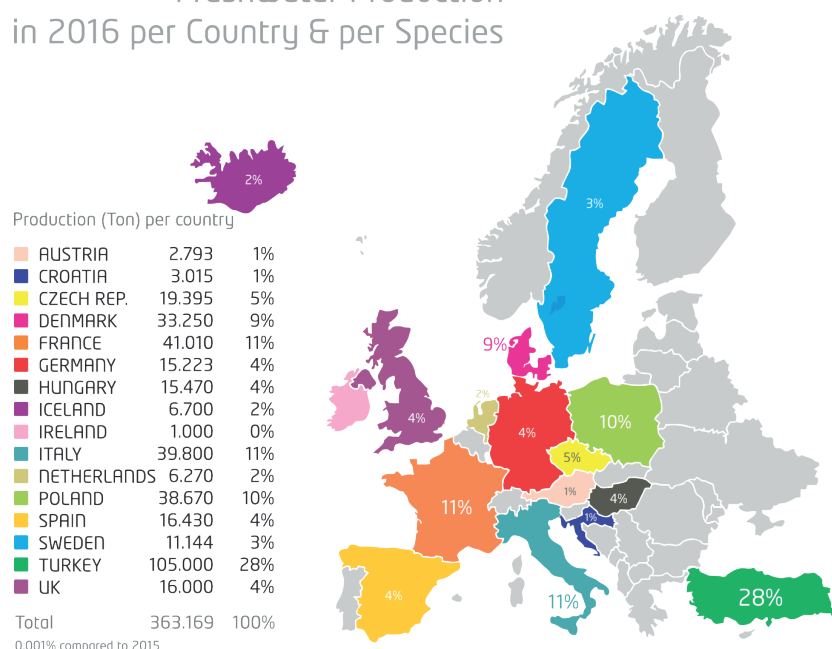 Freshwater Production
in 2016 per Country & per Species
2%
Production (Ton) per country
AUSTRIA 2.793 1%
CROATIA 3.015 1%
CZECH REP. 19.395 5%
DENMARK 33.250 9%
FRANCE 41.010 11%
GERMANY 15.223 4%
HUNGARY 15.470 4%
ICELAND 6.700 2%
IRELAND 1.000 0%
ITALY 39.800 11%
NETHERLANDS 6.270 2%
POLAND 38.670 10%
SPAIN 16.430 4%
SWEDEN 11.144 3%
TURKEY 105.000 28%
UK 16.000 4%
Total 363.169 100%
0.001% compared to 2015
3%
9%
2%
4%
4%
10%
5%
1%
4%
1%
11%
11%
4%
28%